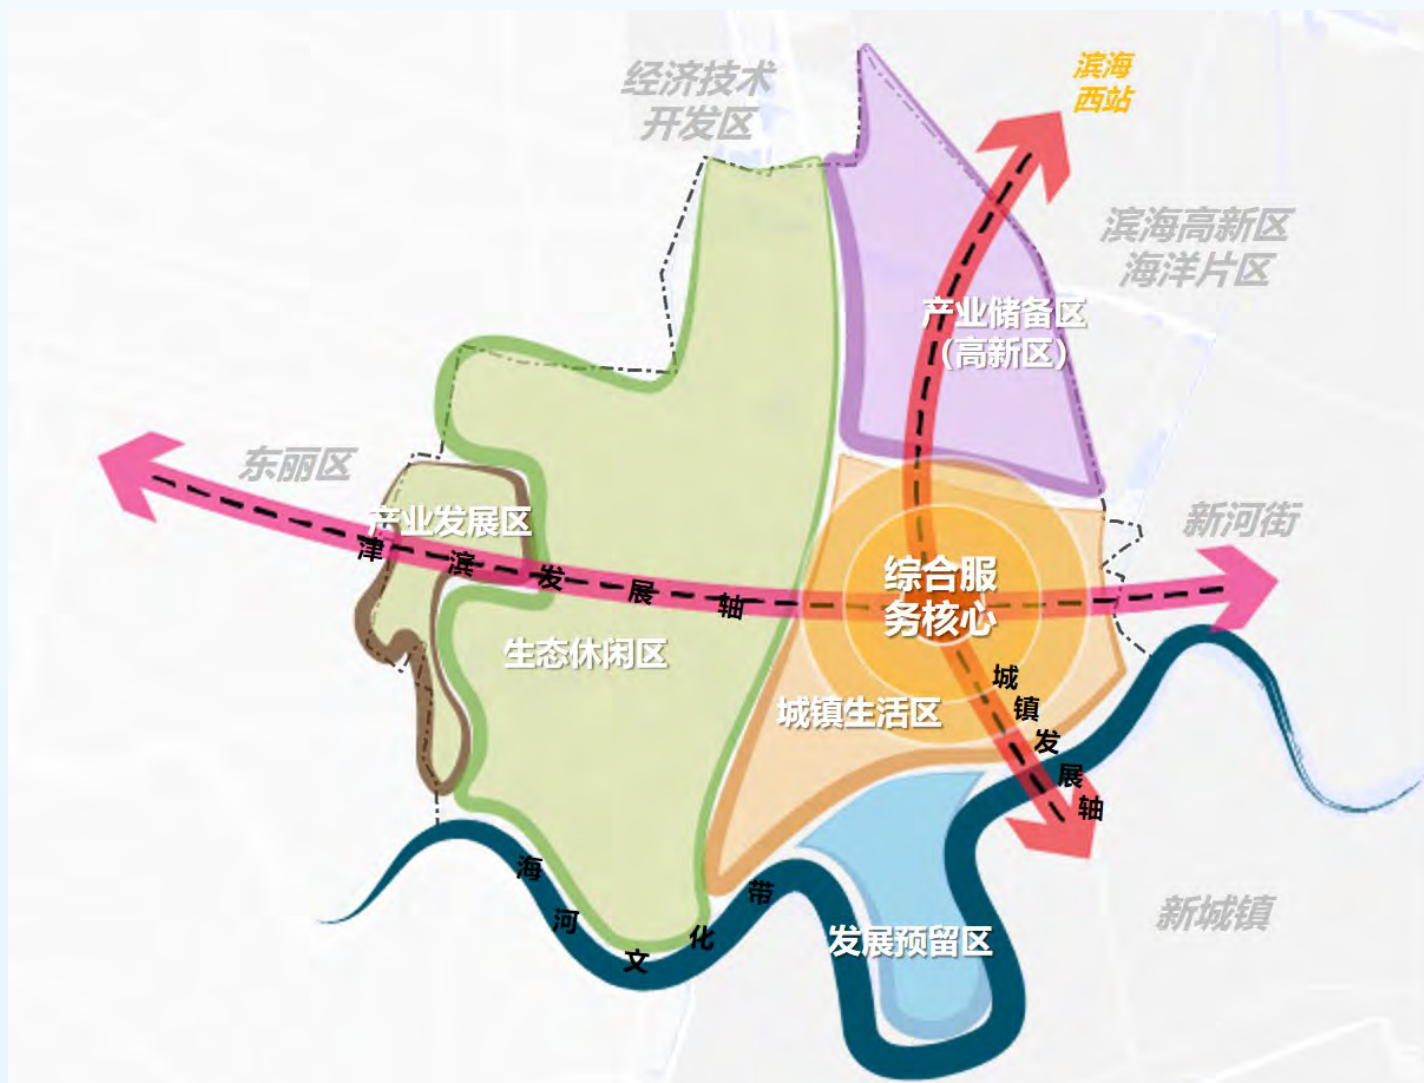 滨海
西站
经济技术
开发区
滨海高新区
海洋片区
产业储备区
（高新区）
东丽区
新河街
产业发展区
津滨发展轴
综合服
务核心
生态休闲区
城镇生活区
城镇发展轴
海河文化带
新城镇
发展预留区